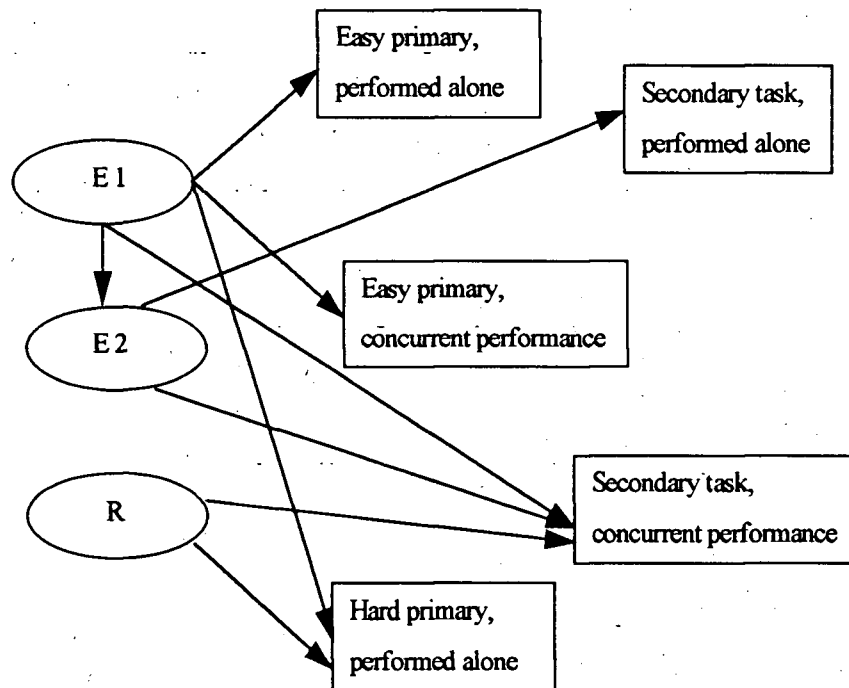 Easy primary,
performed alone
Secondary task,
performed alone
E 1
Easy primary,
concurrent performance
E 2
Secondary task,
concurrent performance
R
Hard primary,
performed alone